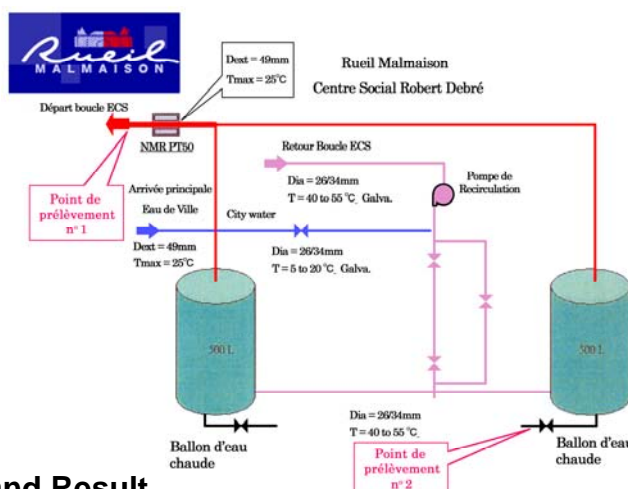 Rueil
MALMAISON
Dext = 49mm
Tmax = 25°C
Rueil Malmaison
Centre Social Robert Debré
Départ boucle ECS
NMR PT50
Retour Boucle ECS
Dia = 26/34mm
T = 40 to 55 °C. Galva.
Pompe de
Recirculation
Point de
prélèvement
n° 1
Arrivée principale
Eau de Ville
City water
Dext = 49mm
Tmax = 25°C
Dia = 26/34mm
T = 5 to 20 °C. Galva.
500 L
500 L
Ballon d'eau
chaude
Dia = 26/34mm
T = 40 to 55 °C.
Point de
prélèvement
n° 2
Ballon d'eau
chaude
and Result